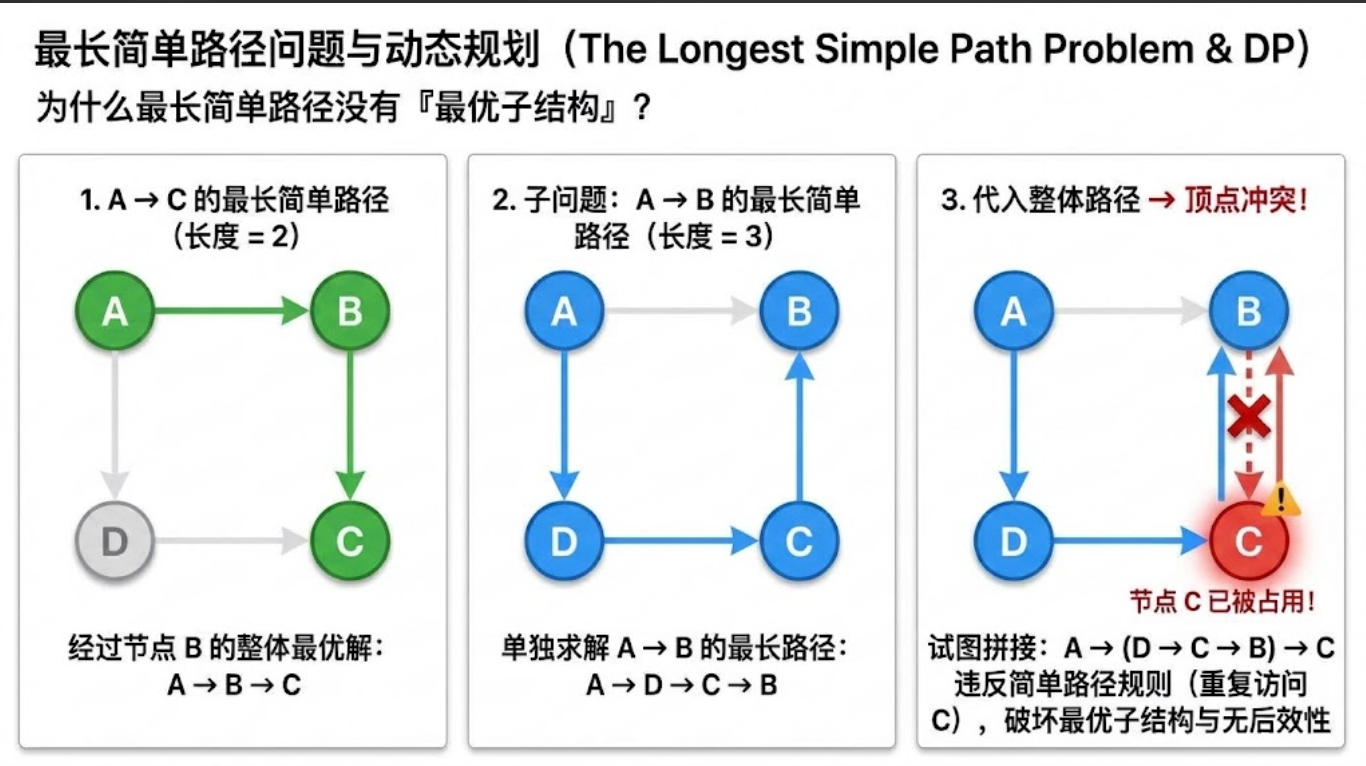 最长简单路径问题与动态规划（The Longest Simple Path Problem & DP）
为什么最长简单路径没有『最优子结构』？
1. A → C 的最长简单路径
（长度 = 2）
A
B
D
C
经过节点 B 的整体最优解：
A → B → C
2. 子问题：A → B 的最长简单
路径（长度 = 3）
A
B
D
C
单独求解 A → B 的最长路径：
A → D → C → B
3. 代入整体路径 → 顶点冲突！
A
B
D
C
节点 C 已被占用！
试图拼接：A → (D → C → B) → C
违反简单路径规则（重复访问
C），破坏最优子结构与无后效性